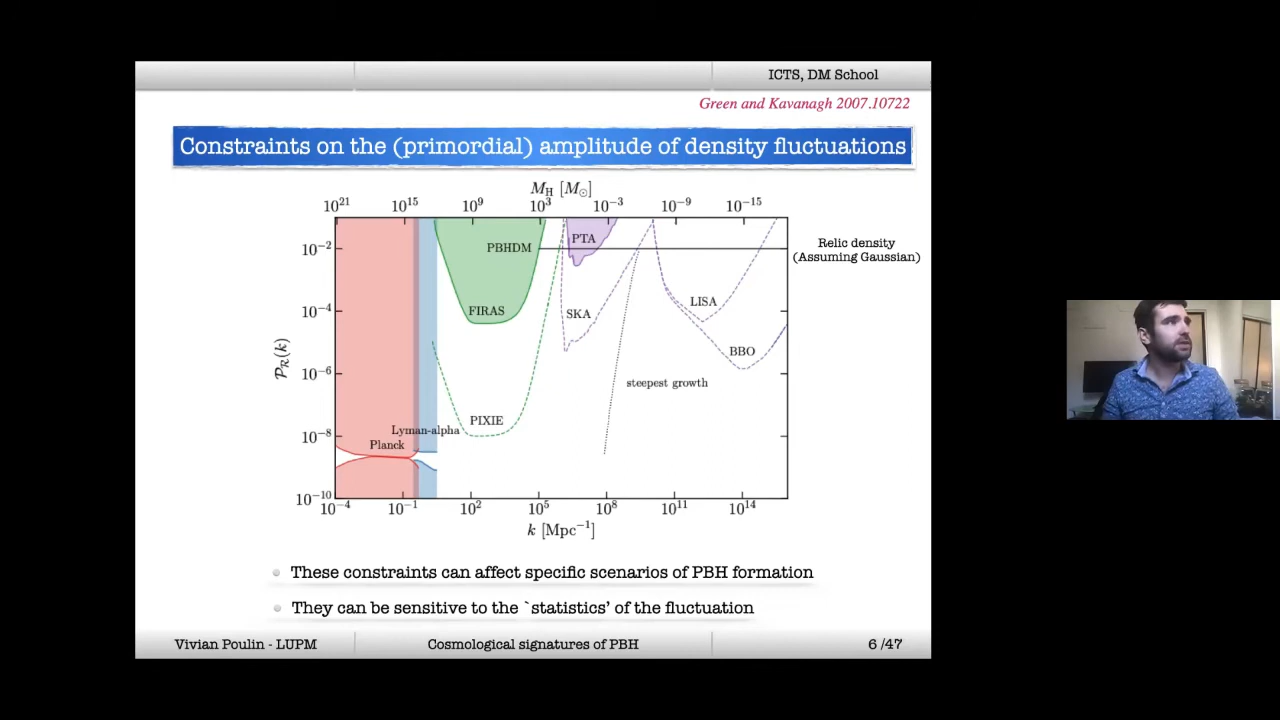 ICTS, DM School
Green and Kavanagh 2007.10722
Constraints on the (primordial) amplitude of density fluctuations
M_H [M_⊙]
10^21 10^15 10^9 10^3 10^-3 10^-9 10^-15
10^-2
10^-4
10^-6
10^-8
10^-10
P_R(k)
PBHDM
PTA
Relic density
(Assuming Gaussian)
FIRAS
SKA
LISA
BBO
steepest growth
PIXIE
Lyman-alpha
Planck
10^-4 10^-1 10^2 10^5 10^8 10^11 10^14
k [Mpc^-1]
These constraints can affect specific scenarios of PBH formation
They can be sensitive to the `statistics' of the fluctuation
Vivian Poulin - LUPM Cosmological signatures of PBH 6 /47